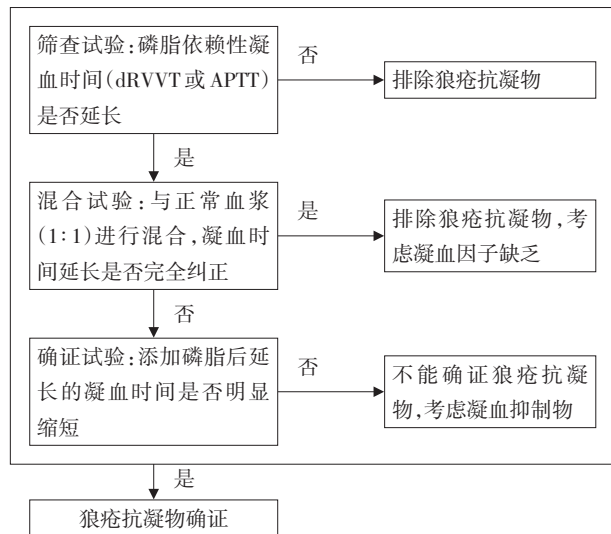 筛查试验:磷脂依赖性凝
血时间(dRVVT或APTT)
是否延长
否
排除狼疮抗凝物
是
混合试验:与正常血浆
(1:1)进行混合,凝血时
间延长是否完全纠正
是
排除狼疮抗凝物,考
虑凝血因子缺乏
否
确证试验:添加磷脂后延
长的凝血时间是否明显
缩短
否
不能确证狼疮抗凝
物,考虑凝血抑制物
是
狼疮抗凝物确证